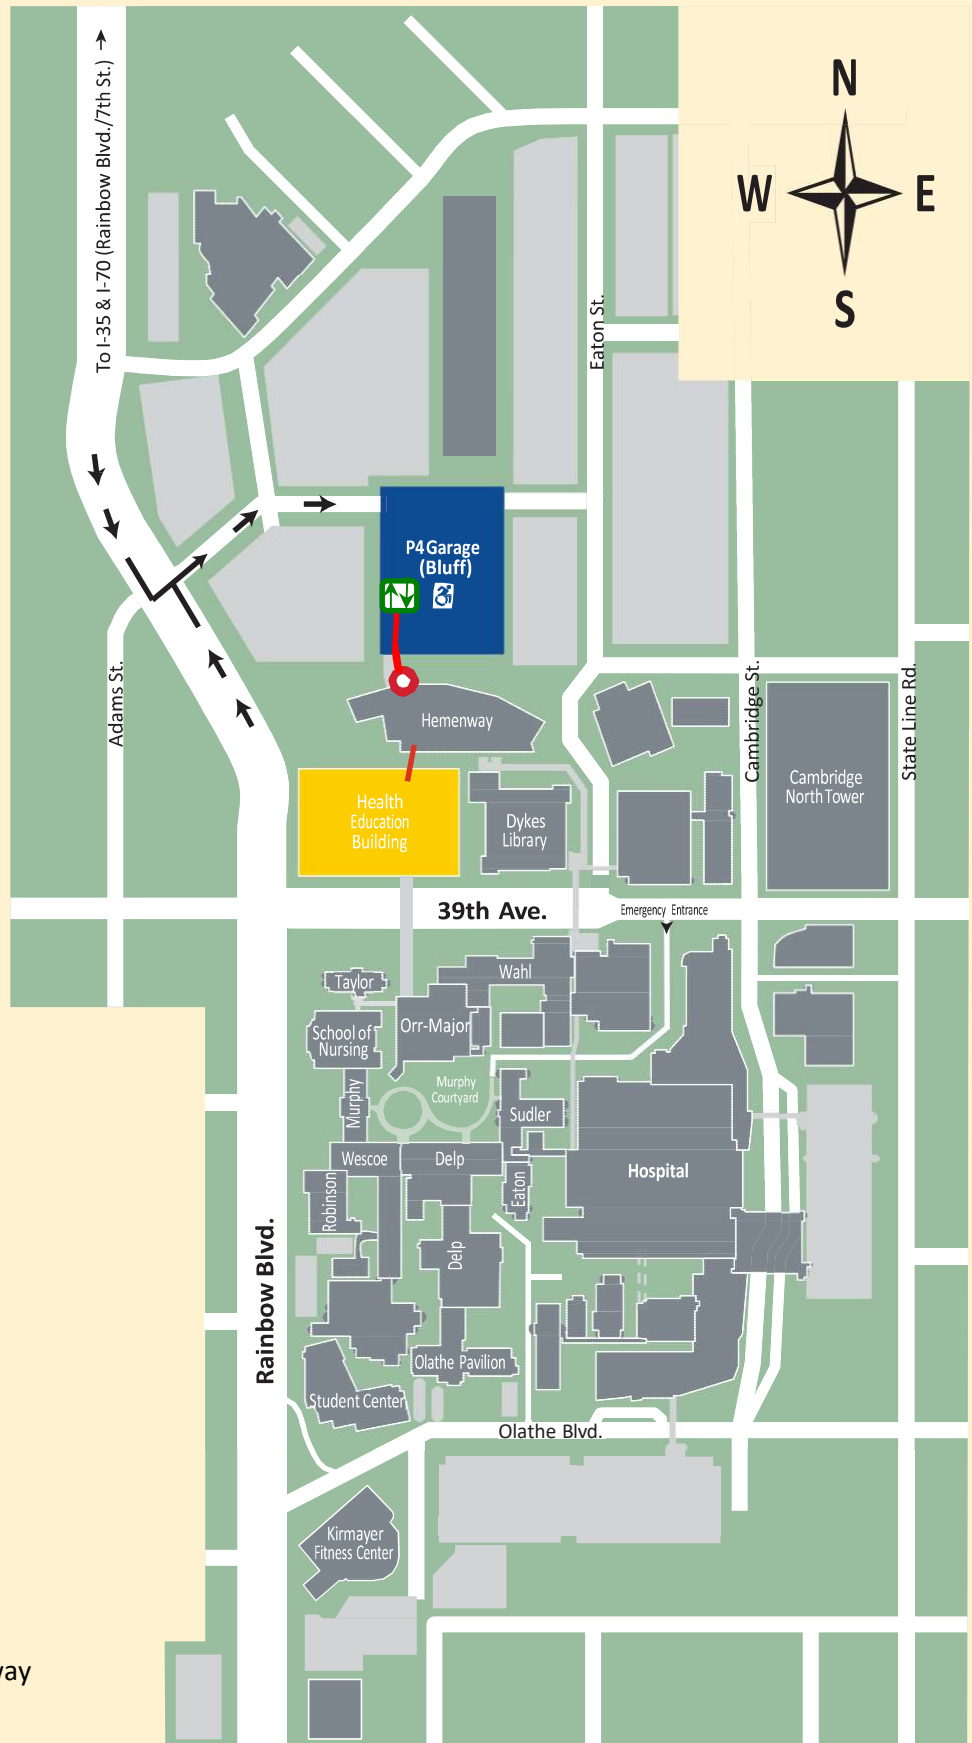 To I-35 & I-70 (Rainbow Blvd./7th St.)
N
W
E
S
Eaton St.
P4 Garage
(Bluff)
Adams St.
Hemenway
Cambridge St.
State Line Rd.
Cambridge
North Tower
Health
Education
Building
Dykes
Library
39th Ave.
Emergency Entrance
Taylor
Wahl
School of
Nursing
Orr-Major
Murphy
Murphy
Courtyard
Sudler
Wescoe
Delp
Hospital
Robinson
Eaton
Delp
Rainbow Blvd.
Olathe Pavilion
Student Center
Olathe Blvd.
Kirmayer
Fitness Center